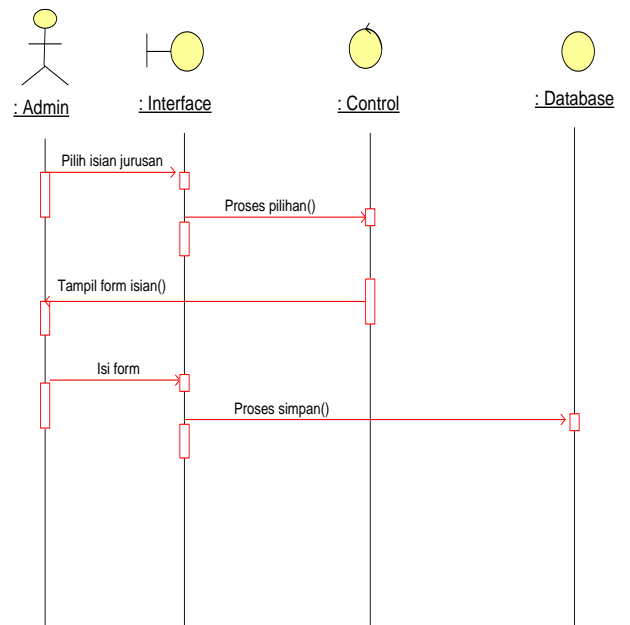 : Admin
: Interface
: Control
: Database
Pilih isian jurusan
Proses pilihan()
Tampil form isian()
Isi form
Proses simpan()